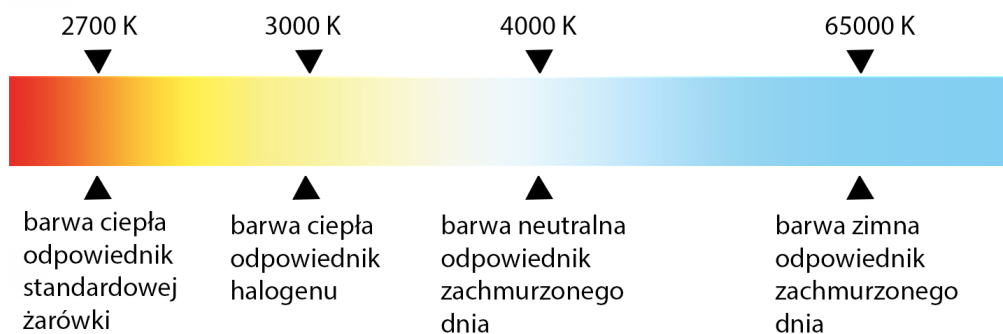 2700 K
3000 K
4000 K
65000 K
barwa ciepła
odpowiednik
standardowej
żarówki
barwa ciepła
odpowiednik
halogenu
barwa neutralna
odpowiednik
zachmurzonego
dnia
barwa zimna
odpowiednik
zachmurzonego
dnia